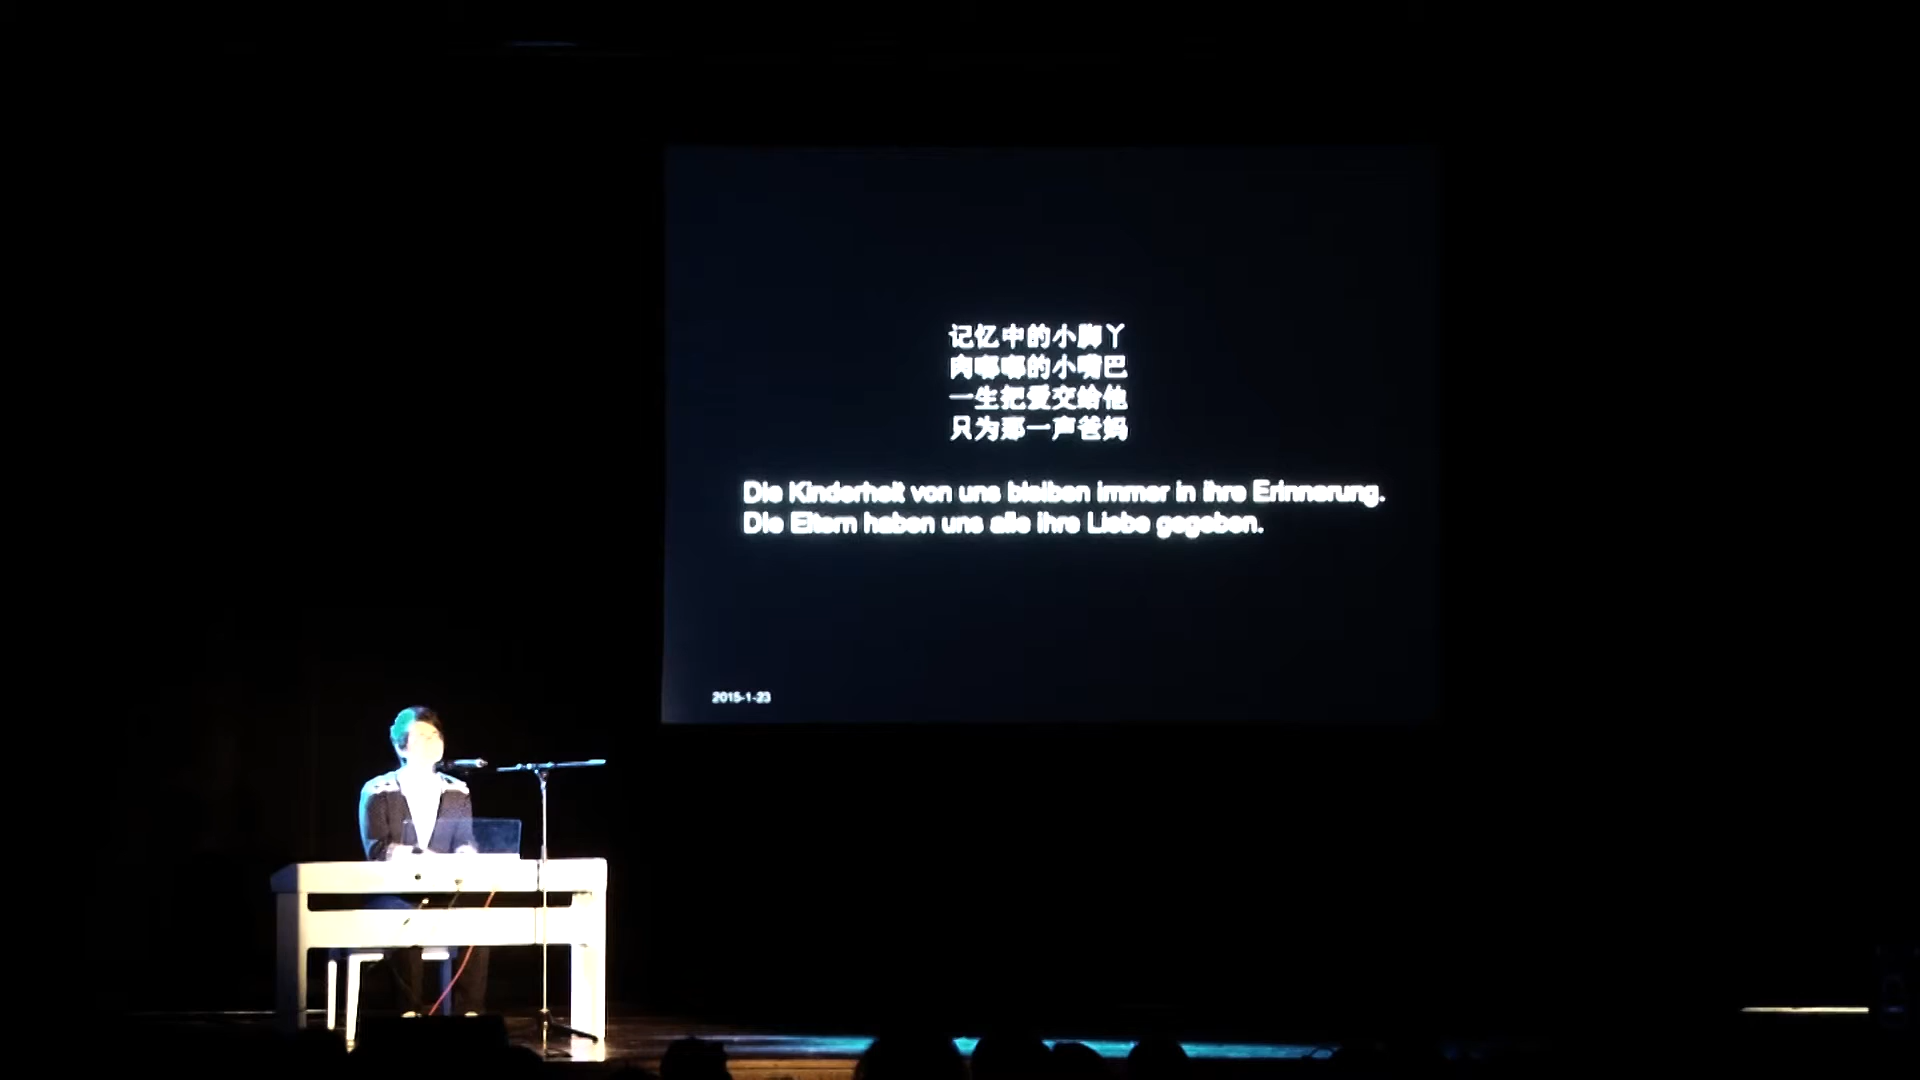 记忆中的小脚丫
肉嘟嘟的小嘴巴
一生把爱交给他
只为那一声爸妈
Die Kinderheit von uns bleiben immer in ihre Erinnerung.
Die Eltern haben uns alle ihre Liebe gegeben.
2015-1-23